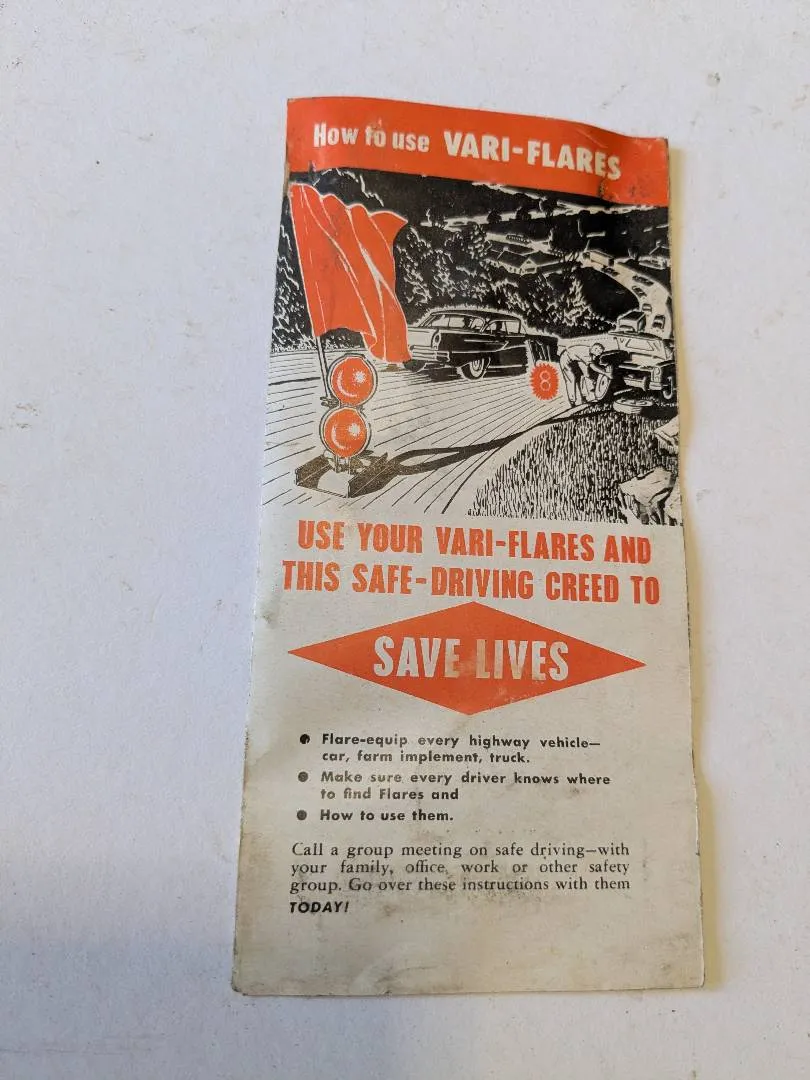 How to use VARI-FLARES
8
USE YOUR VARI-FLARES AND
THIS SAFE-DRIVING CREED TO
SAVE LIVES
● Flare-equip every highway vehicle—
car, farm implement, truck.
● Make sure every driver knows where
to find Flares and
● How to use them.
Call a group meeting on safe driving—with
your family, office, work or other safety
group. Go over these instructions with them
TODAY!